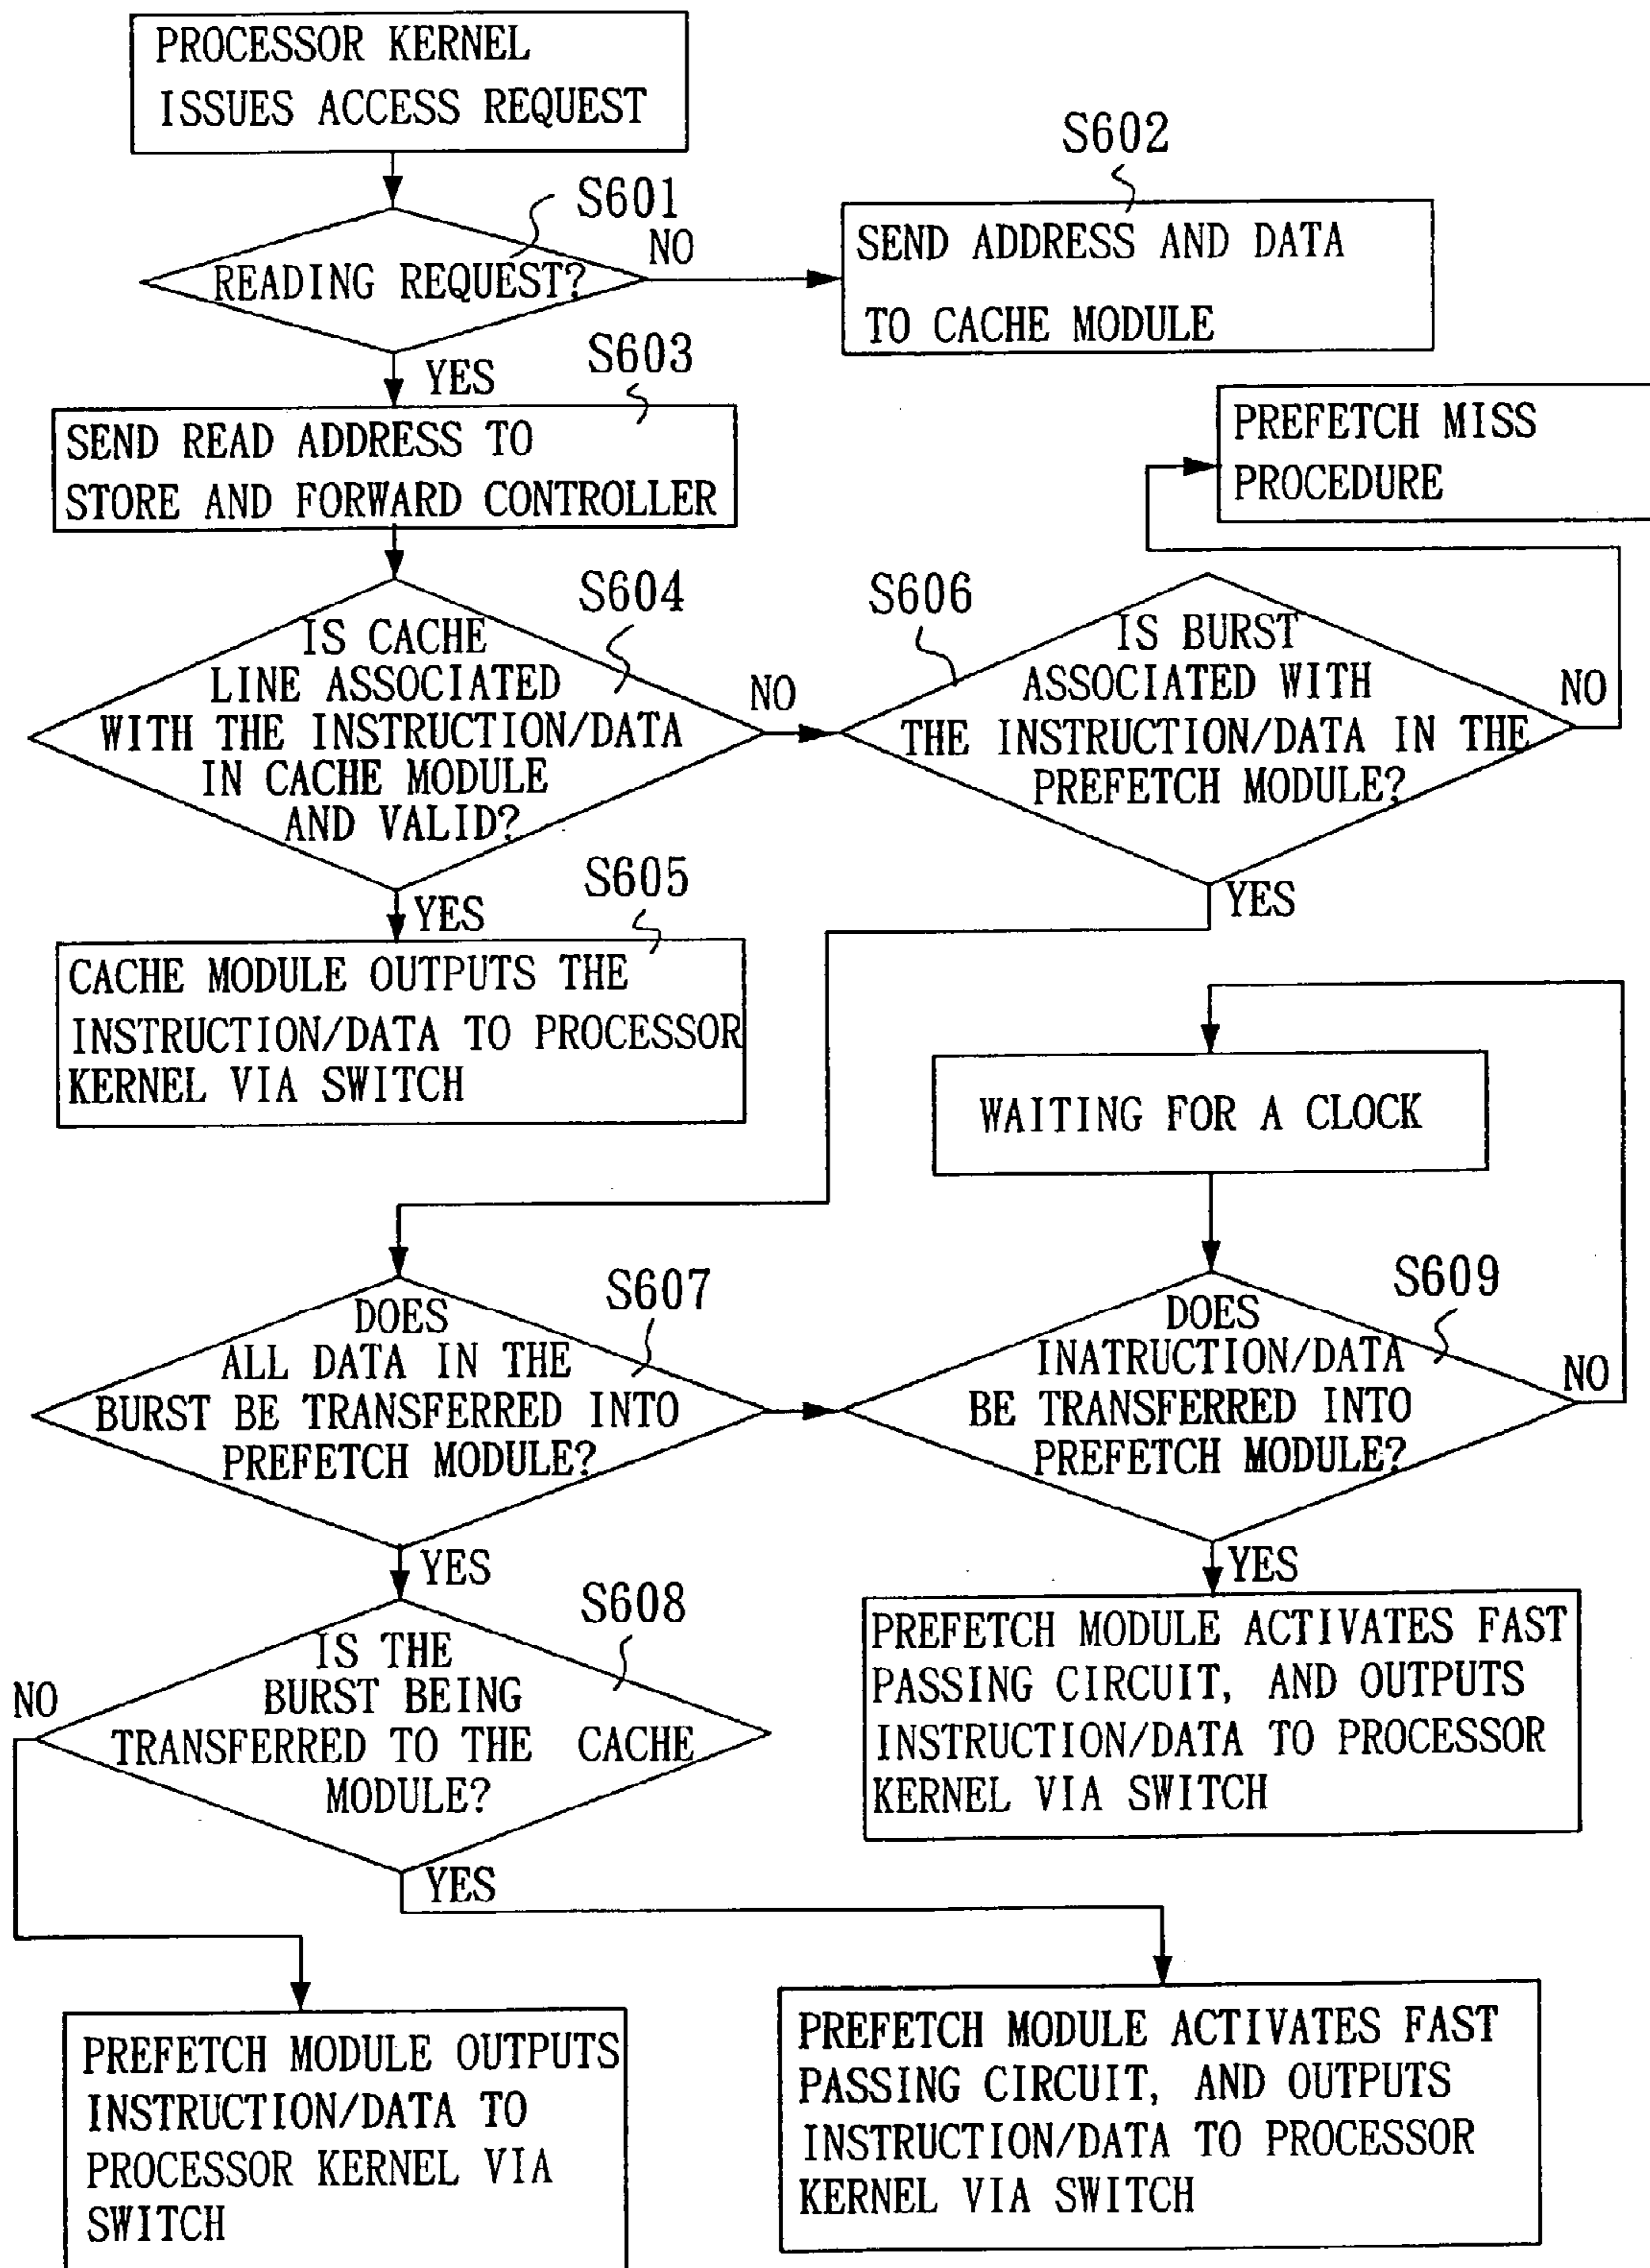 PROCESSOR KERNEL
ISSUES ACCESS REQUEST
S601
READING REQUEST?
NO
S602
SEND ADDRESS AND DATA
TO CACHE MODULE
YES
S603
SEND READ ADDRESS TO
STORE AND FORWARD CONTROLLER
PREFETCH MISS
PROCEDURE
S604
IS CACHE
LINE ASSOCIATED
WITH THE INSTRUCTION/DATA
IN CACHE MODULE
AND VALID?
NO
S606
IS BURST
ASSOCIATED WITH
THE INSTRUCTION/DATA IN THE
PREFETCH MODULE?
NO
YES
S605
CACHE MODULE OUTPUTS THE
INSTRUCTION/DATA TO PROCESSOR
KERNEL VIA SWITCH
YES
WAITING FOR A CLOCK
S607
DOES
ALL DATA IN THE
BURST BE TRANSFERRED INTO
PREFETCH MODULE?
S609
DOES
INATRUCTION/DATA
BE TRANSFERRED INTO
PREFETCH MODULE?
NO
YES
S608
IS THE
BURST BEING
TRANSFERRED TO THE CACHE
MODULE?
NO
YES
PREFETCH MODULE ACTIVATES FAST
PASSING CIRCUIT, AND OUTPUTS
INSTRUCTION/DATA TO PROCESSOR
KERNEL VIA SWITCH
YES
PREFETCH MODULE OUTPUTS
INSTRUCTION/DATA TO
PROCESSOR KERNEL VIA
SWITCH
PREFETCH MODULE ACTIVATES FAST
PASSING CIRCUIT, AND OUTPUTS
INSTRUCTION/DATA TO PROCESSOR
KERNEL VIA SWITCH